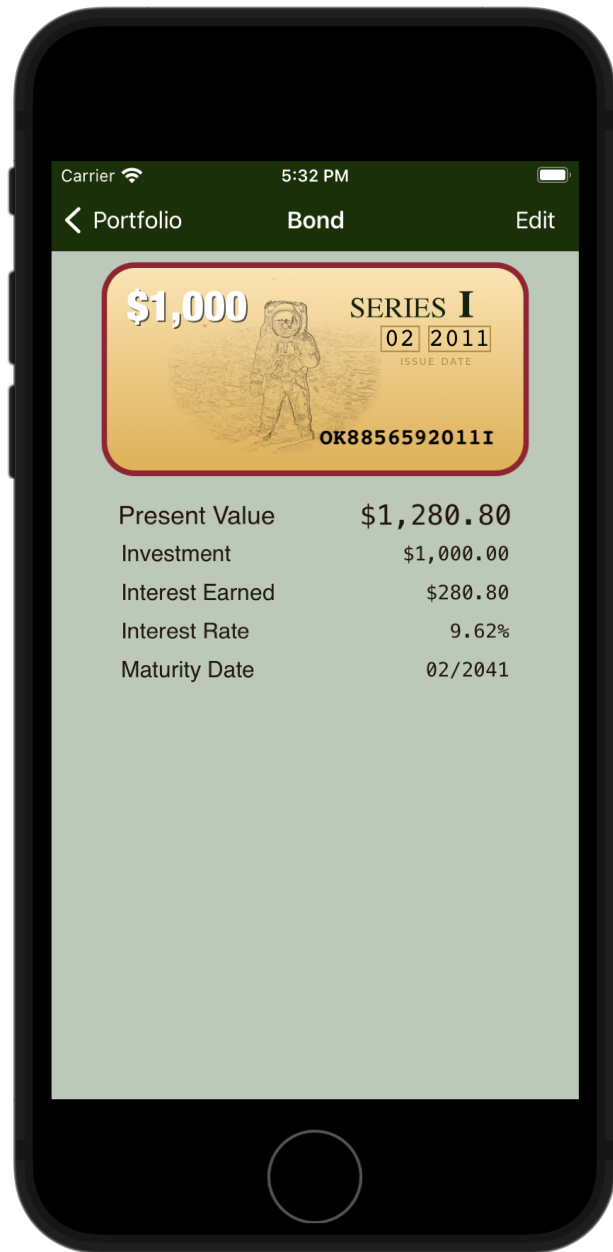 Carrier 5:32 PM
Portfolio Bond Edit
$1,000 SERIES I
02 2011
ISSUE DATE
OK8856592011I
Present Value $1,280.80
Investment $1,000.00
Interest Earned $280.80
Interest Rate 9.62%
Maturity Date 02/2041